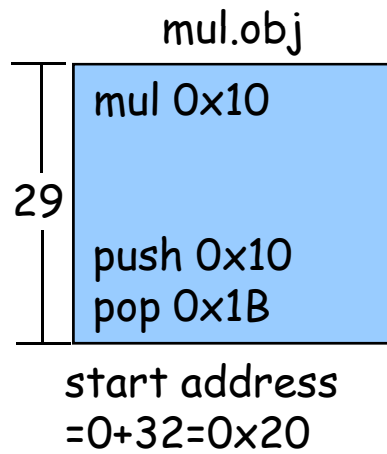 mul.obj
mul 0x10
29
push 0x10
pop 0x1B
start address
=0+32=0x20